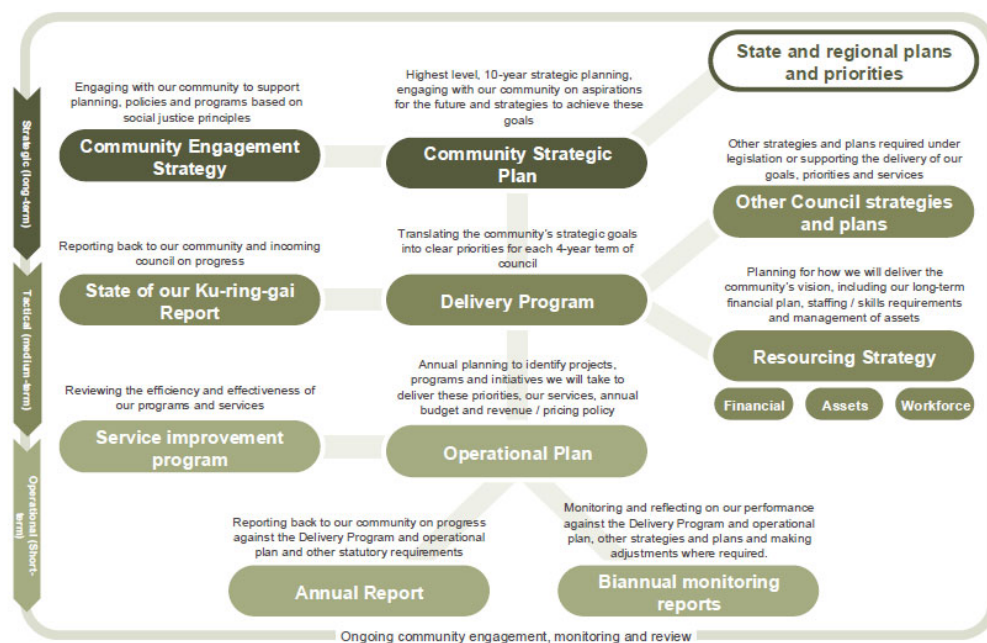 State and regional plans
and priorities
Engaging with our community to support
planning, policies and programs based on
social justice principles
Highest level, 10-year strategic planning,
engaging with our community on aspirations
for the future and strategies to achieve these
goals
Strategic (long-term)
Community Engagement
Strategy
Community Strategic
Plan
Other strategies and plans required under
legislation or supporting the delivery of our
goals, priorities and services
Other Council strategies
and plans
Reporting back to our community and incoming
council on progress
Translating the community's strategic goals
into clear priorities for each 4-year term of
council
Tactical (medium-term)
State of our Ku-ring-gai
Report
Delivery Program
Planning for how we will deliver the
community's vision, including our long-term
financial plan, staffing / skills requirements
and management of assets
Resourcing Strategy
Financial
Assets
Workforce
Reviewing the efficiency and effectiveness of
our programs and services
Annual planning to identify projects,
programs and initiatives we will take to
deliver these priorities, our services, annual
budget and revenue / pricing policy
Service improvement
program
Operational Plan
Operational (Short-
term)
Reporting back to our community on progress
against the Delivery Program and operational
plan and other statutory requirements
Annual Report
Monitoring and reflecting on our performance
against the Delivery Program and operational
plan, other strategies and plans and making
adjustments where required.
Biannual monitoring
reports
Ongoing community engagement, monitoring and review